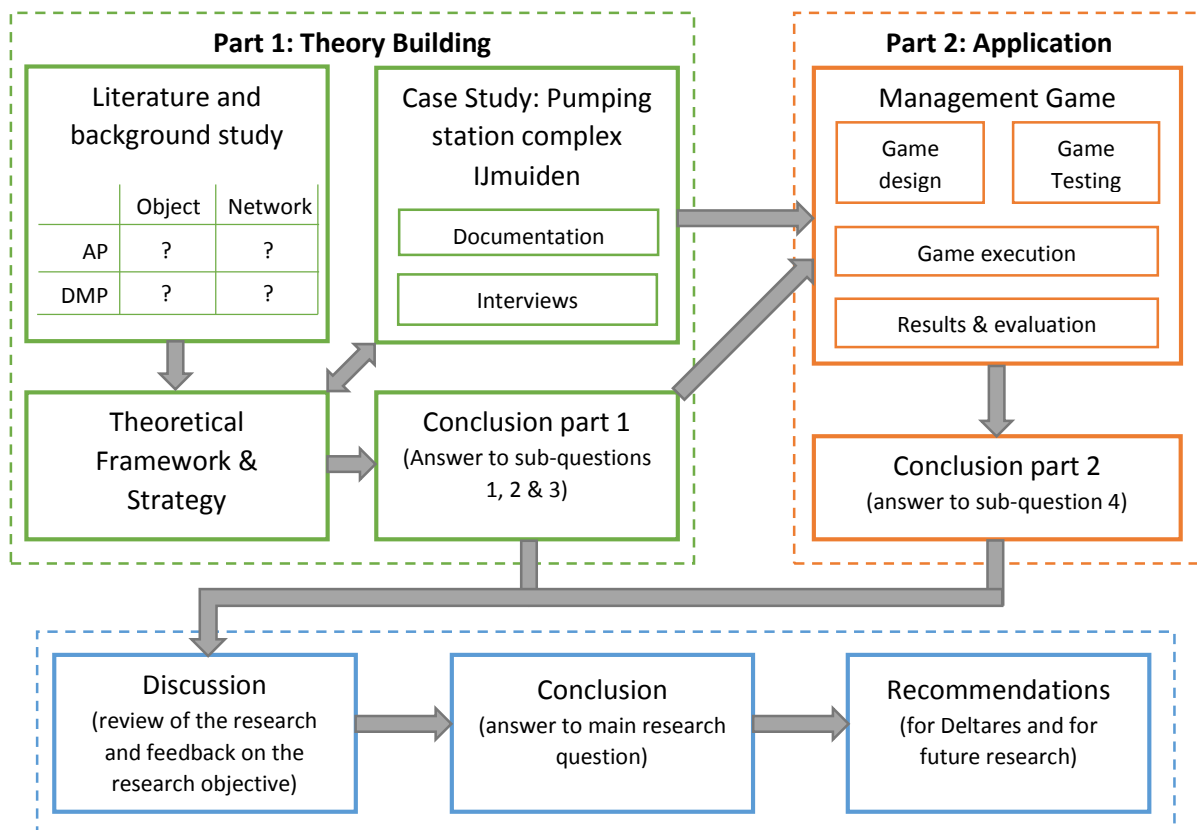 Part 1: Theory Building
Literature and
background study
Object Network
AP ? ?
DMP ? ?
Case Study: Pumping
station complex
IJmuiden
Documentation
Interviews
Theoretical
Framework &
Strategy
Conclusion part 1
(Answer to sub-questions
1, 2 & 3)
Part 2: Application
Management Game
Game
design
Game
Testing
Game execution
Results & evaluation
Conclusion part 2
(answer to sub-question 4)
Discussion
(review of the research
and feedback on the
research objective)
Conclusion
(answer to main research
question)
Recommendations
(for Deltares and for
future research)